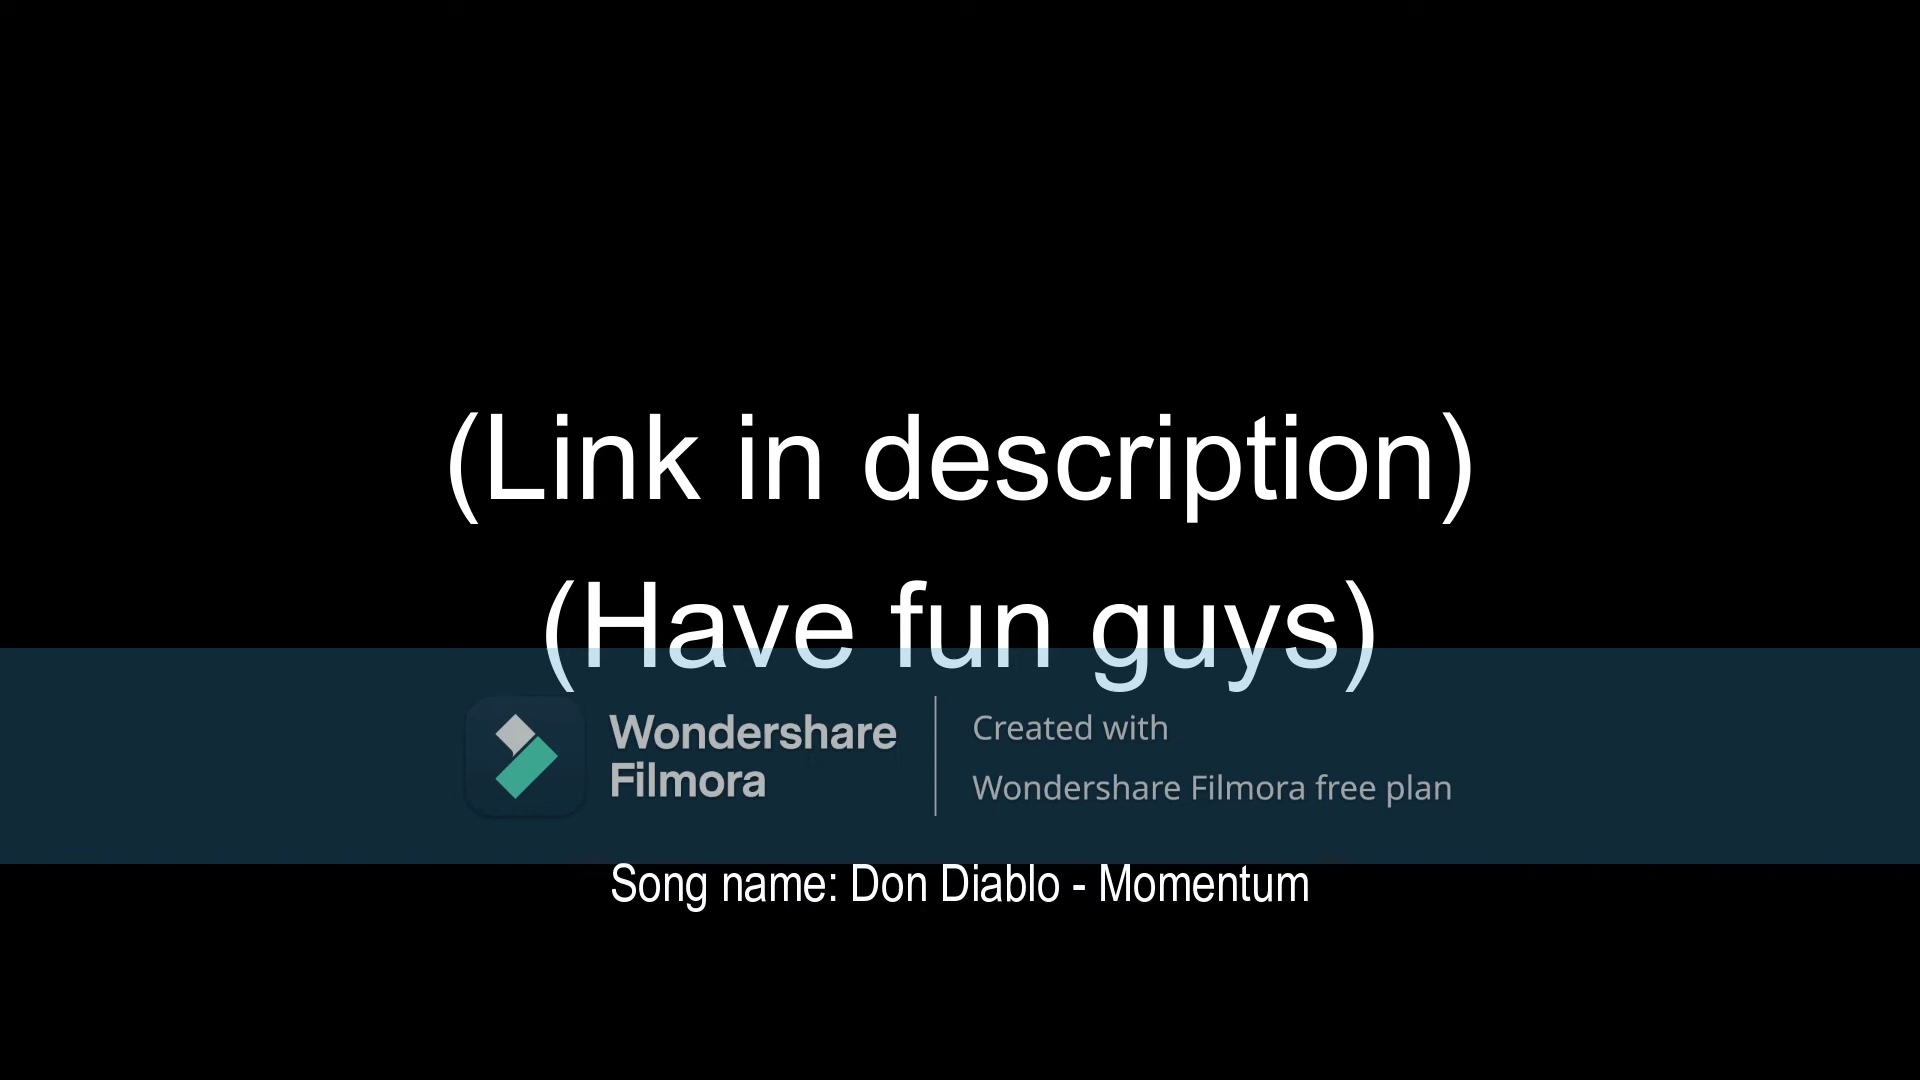 (Link in description)
(Have fun guys)
Wondershare
Filmora
Created with
Wondershare Filmora free plan
Song name: Don Diablo - Momentum